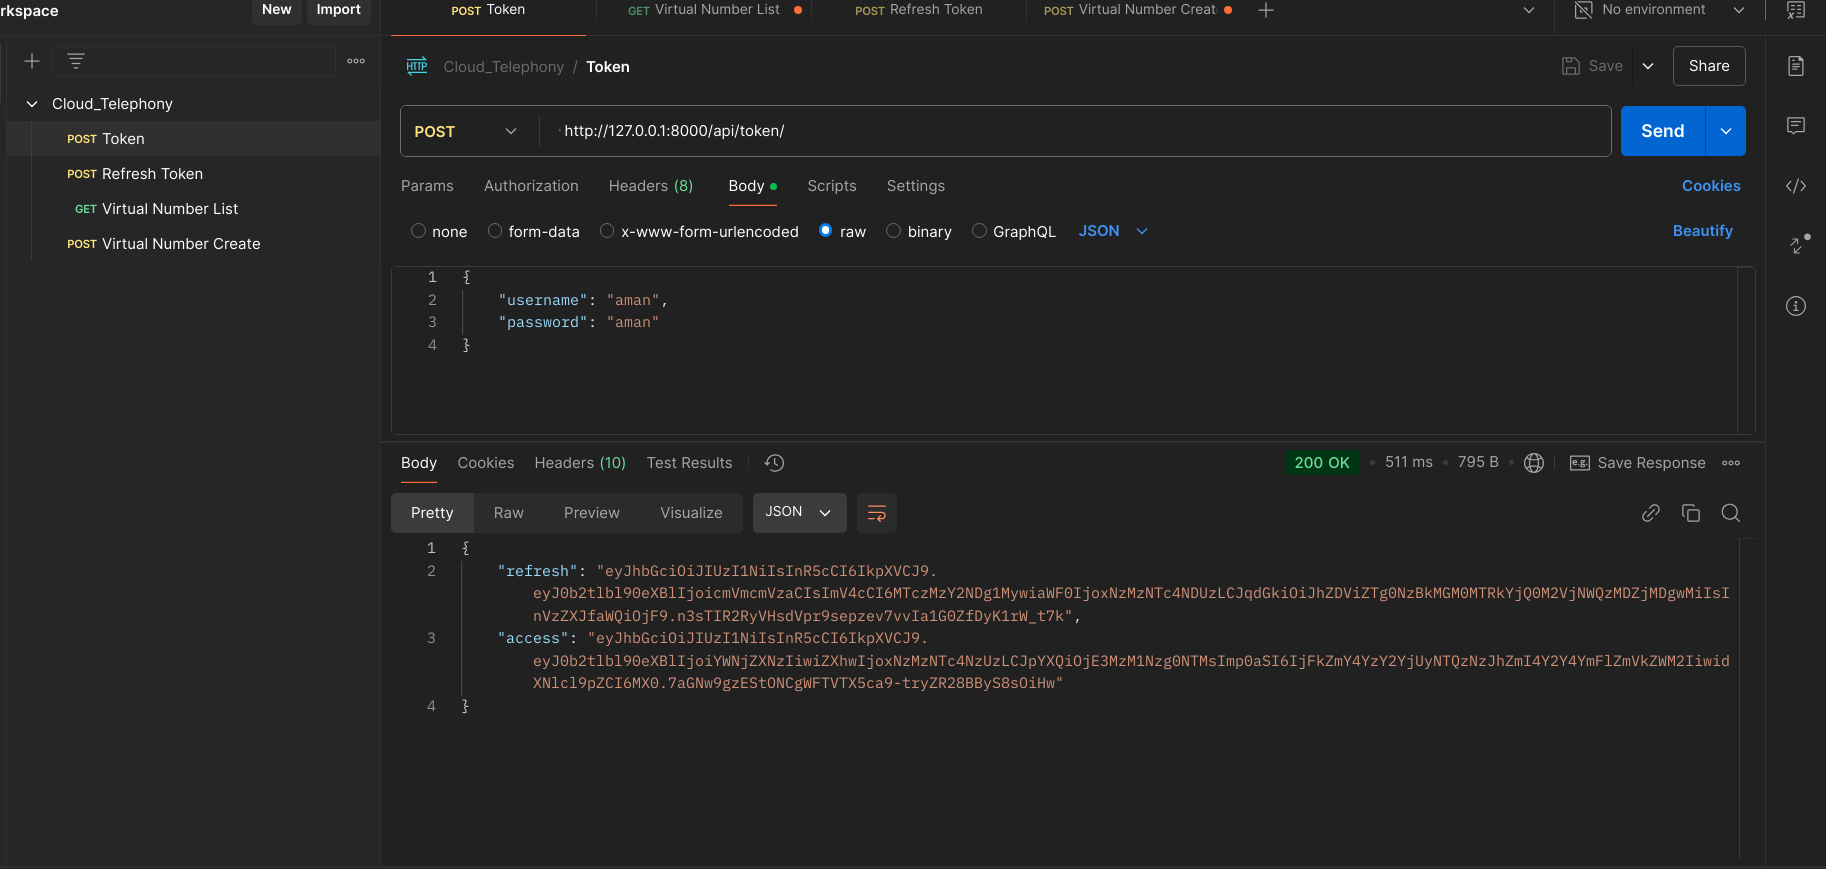 rkspace
New
Import
POST Token
GET Virtual Number List
POST Refresh Token
POST Virtual Number Creat
No environment
HTTP
Cloud_Telephony / Token
Save
Share
Cloud_Telephony
POST Token
POST Refresh Token
GET Virtual Number List
POST Virtual Number Create
POST
http://127.0.0.1:8000/api/token/
Send
Params
Authorization
Headers (8)
Body
Scripts
Settings
Cookies
none
form-data
x-www-form-urlencoded
raw
binary
GraphQL
JSON
Beautify
1 {
2 "username": "aman",
3 "password": "aman"
4 }
Body
Cookies
Headers (10)
Test Results
200 OK
511 ms
795 B
e.g.
Save Response
Pretty
Raw
Preview
Visualize
JSON
1 {
2 "refresh": "eyJhbGciOiJIUzI1NiIsInR5cCI6IkpXVCJ9.
eyJ0b2tlbl90eXBlIjoicmVmcmVzaCIsImV4cCI6MTczMzY2NDg1MywiaWF0IjoxNzMzNTc4NDUzLCJqdGkiOiJhZDViZTg0NzBkMGM0MTRkYjQ0M2VjNWQzMDZjMDgwMiIsI
nVzZXJfaWQiOjF9.n3sTIR2RyVHsdVpr9sepzev7vvIa1G0ZfDyK1rW_t7k",
3 "access": "eyJhbGciOiJIUzI1NiIsInR5cCI6IkpXVCJ9.
eyJ0b2tlbl90eXBlIjoiYWNjZXNzIiwiZXhwIjoxNzMzNTc4NzUzLCJpYXQiOjE3MzM1Nzg0NTMsImp0aSI6IjFkZmY4YzY2YjUyNTQzNzJhZmI4Y2Y4YmFlZmVkZWM2Iiwid
XNlcl9pZCI6MX0.7aGNw9gzEStONCgWFTVTX5ca9-tryZR28BByS8sOiHw"
4 }